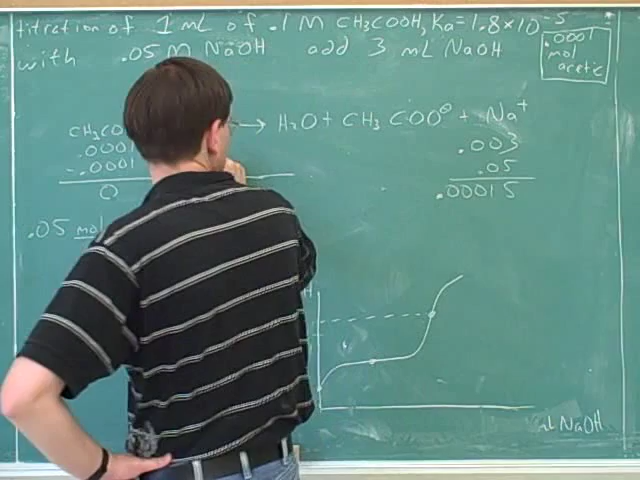 titration of 1 mL of .1 M CH3COOH, Ka = 1.8 x 10^-5
with .05 M NaOH add 3 mL NaOH
.0001
mol
acetic
CH3CO → H2O + CH3COO⊖ + Na+
.0001
- .0001
0
.003
.05
.00015
.05 mol
H
mL NaOH